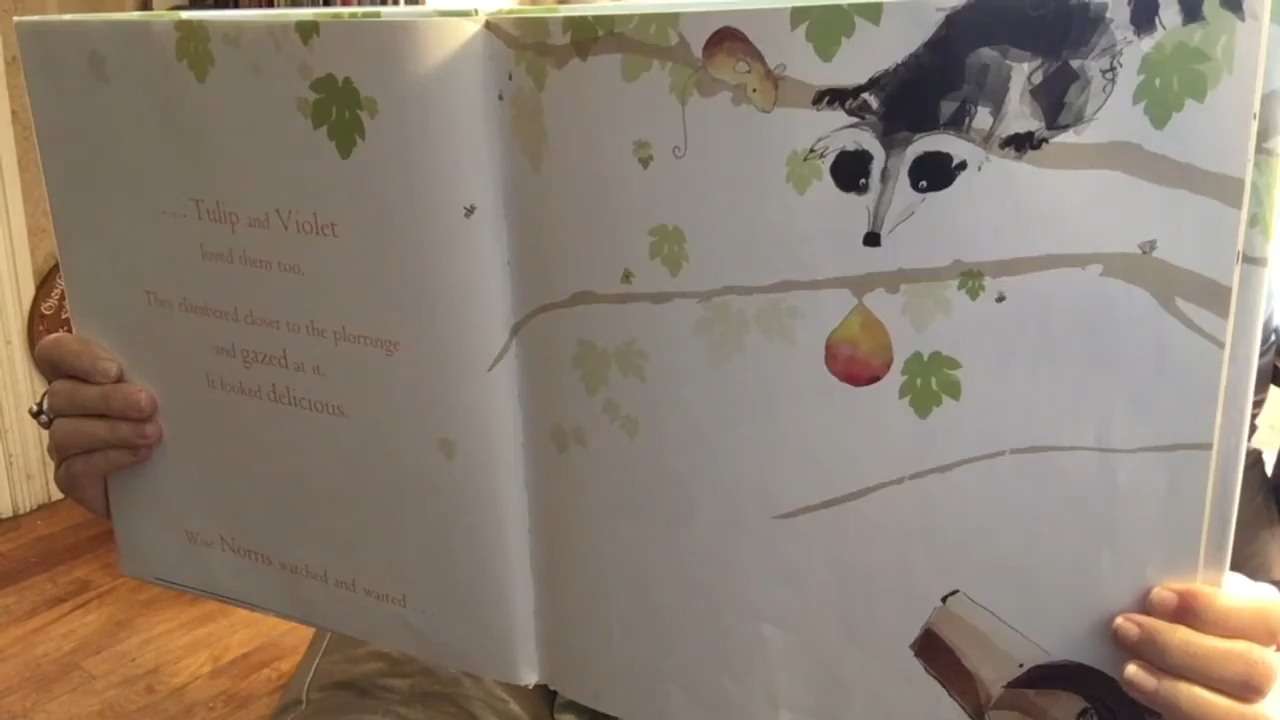 ... Tulip and Violet
loved them too.
They clambered closer to the plorringe
and gazed at it.
It looked delicious.
Wise Norris watched and waited ...